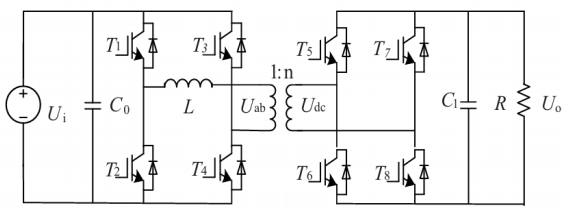 T1 T3 T5 T7
1:n
+ Ui C0 L Uab Udc C1 R Uo
T2 T4 T6 T8